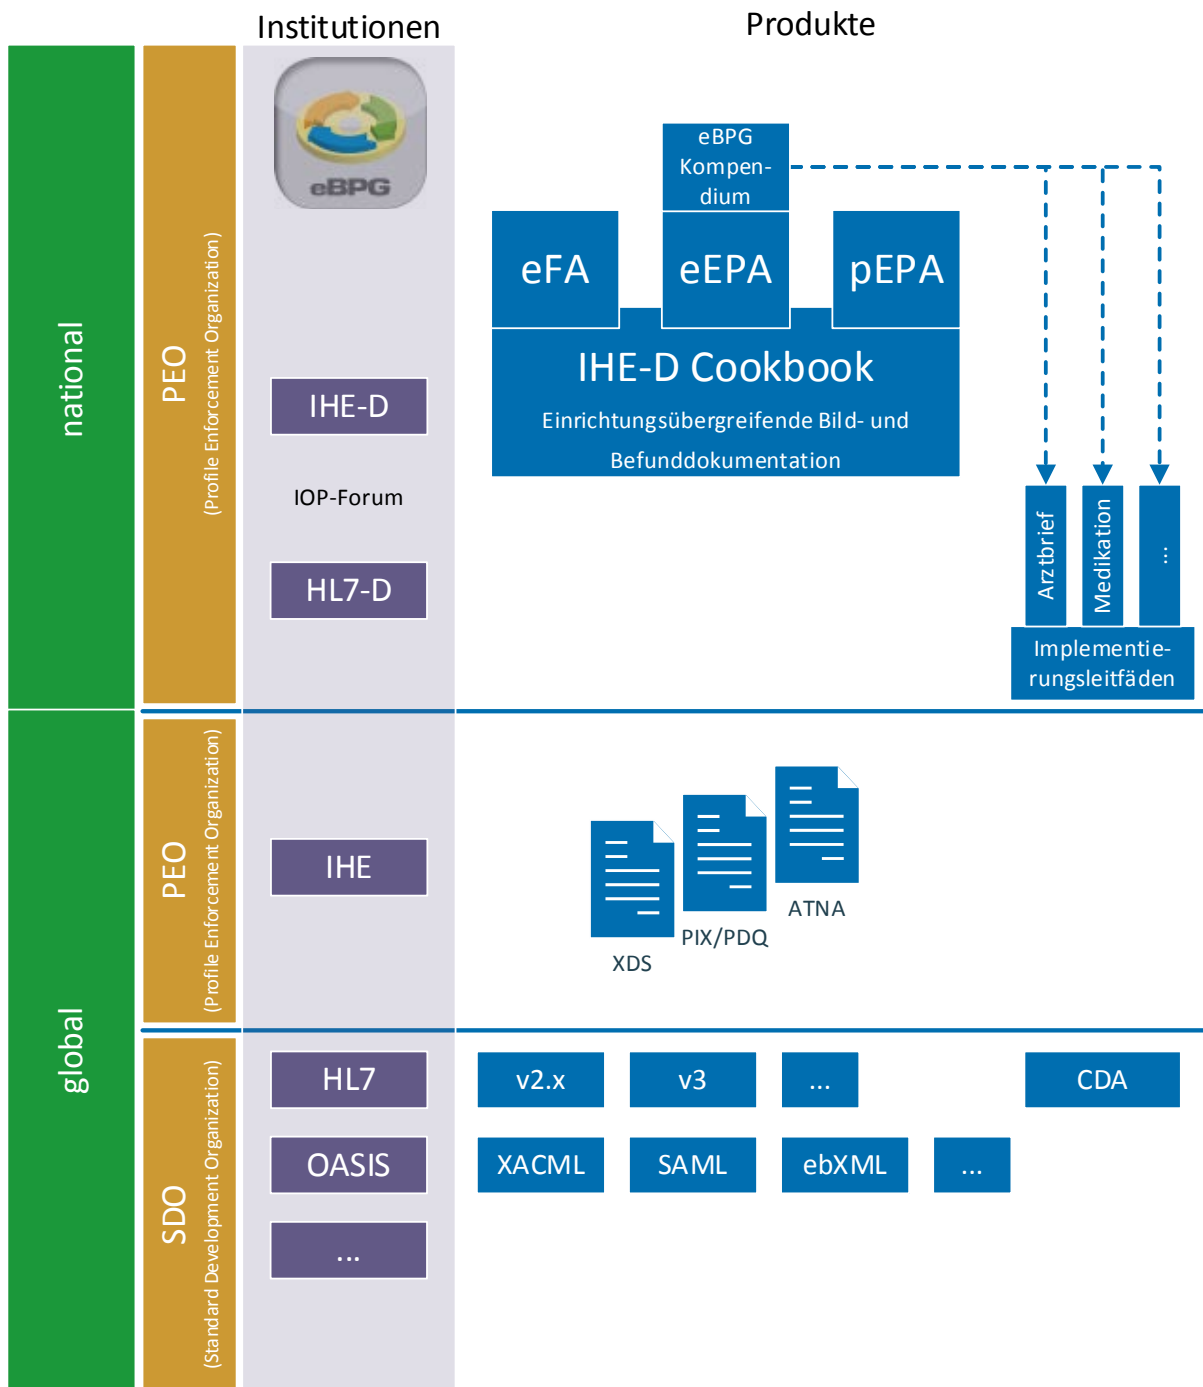 Institutionen
Produkte
national
PEO
(Profile Enforcement Organization)
eBPG
IHE-D
IOP-Forum
HL7-D
eBPG
Kompen-
dium
eFA
eEPA
pEPA
IHE-D Cookbook
Einrichtungsübergreifende Bild- und
Befunddokumentation
Arztbrief
Medikation
...
Implementie-
rungsleitfäden
global
PEO
(Profile Enforcement Organization)
IHE
XDS
PIX/PDQ
ATNA
SDO
(Standard Development Organization)
HL7
v2.x
v3
...
CDA
OASIS
XACML
SAML
ebXML
...
...